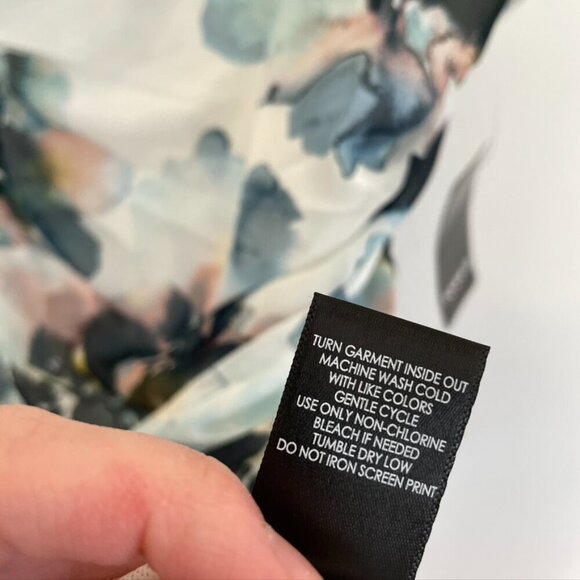 TURN GARMENT INSIDE OUT
MACHINE WASH COLD
WITH LIKE COLORS
GENTLE CYCLE
USE ONLY NON-CHLORINE
BLEACH IF NEEDED
TUMBLE DRY LOW
DO NOT IRON SCREEN PRINT